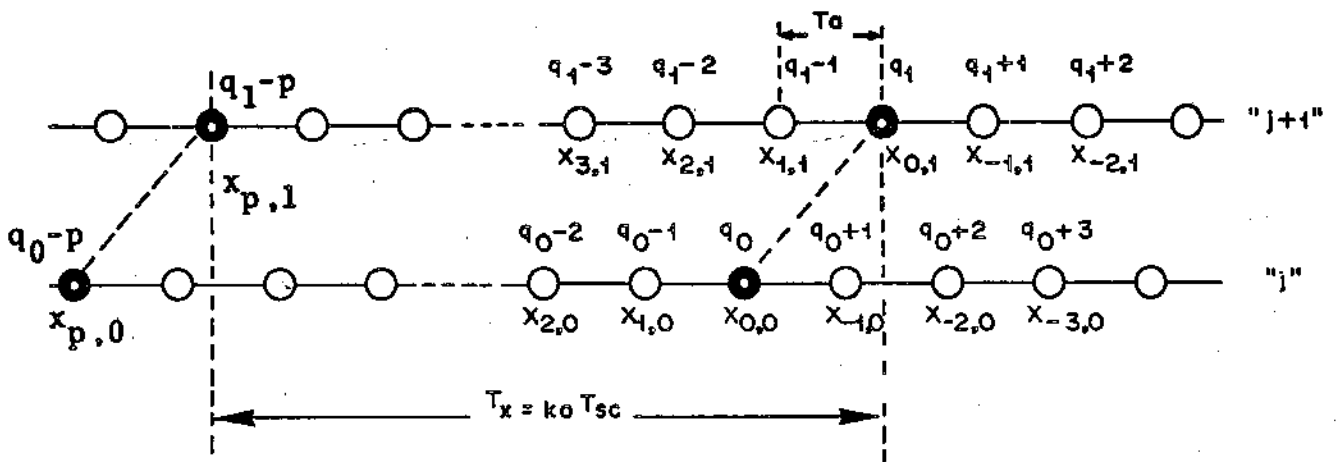 Ta
q₁-3 q₁-2 q₁-1 q₁ q₁+1 q₁+2
q₁-p
"j+1"
x₃,₁ x₂,₁ x₁,₁ x₀,₁ x₋₁,₁ x₋₂,₁
xₚ,₁
q₀-p q₀-2 q₀-1 q₀ q₀+1 q₀+2 q₀+3
"j"
xₚ,₀ x₂,₀ x₁,₀ x₀,₀ x₋₁,₀ x₋₂,₀ x₋₃,₀
Tₓ = ko Tsc